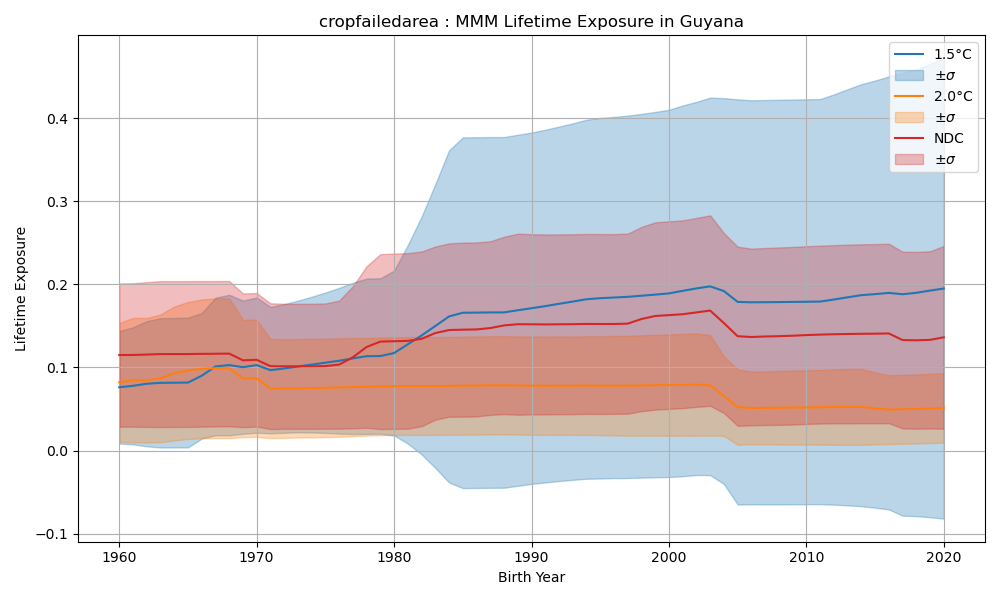 cropfailedarea : MMM Lifetime Exposure in Guyana
1.5°C
±σ
2.0°C
±σ
NDC
±σ
Lifetime Exposure
0.4
0.3
0.2
0.1
0.0
−0.1
1960 1970 1980 1990 2000 2010 2020
Birth Year